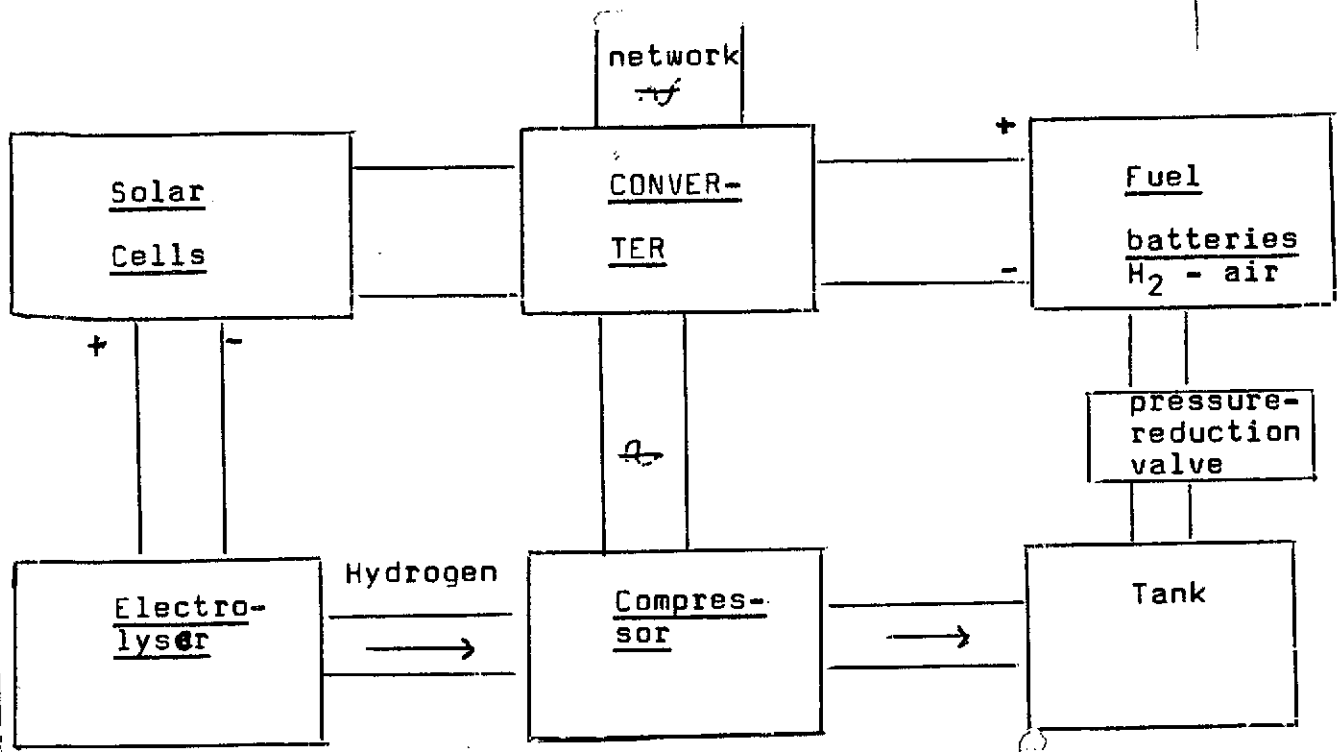 network
Solar
Cells
CONVER-
TER
+
-
Fuel
batteries
H₂ - air
+
-
pressure-
reduction
valve
Electro-
lyser
Hydrogen
Compres-
sor
Tank